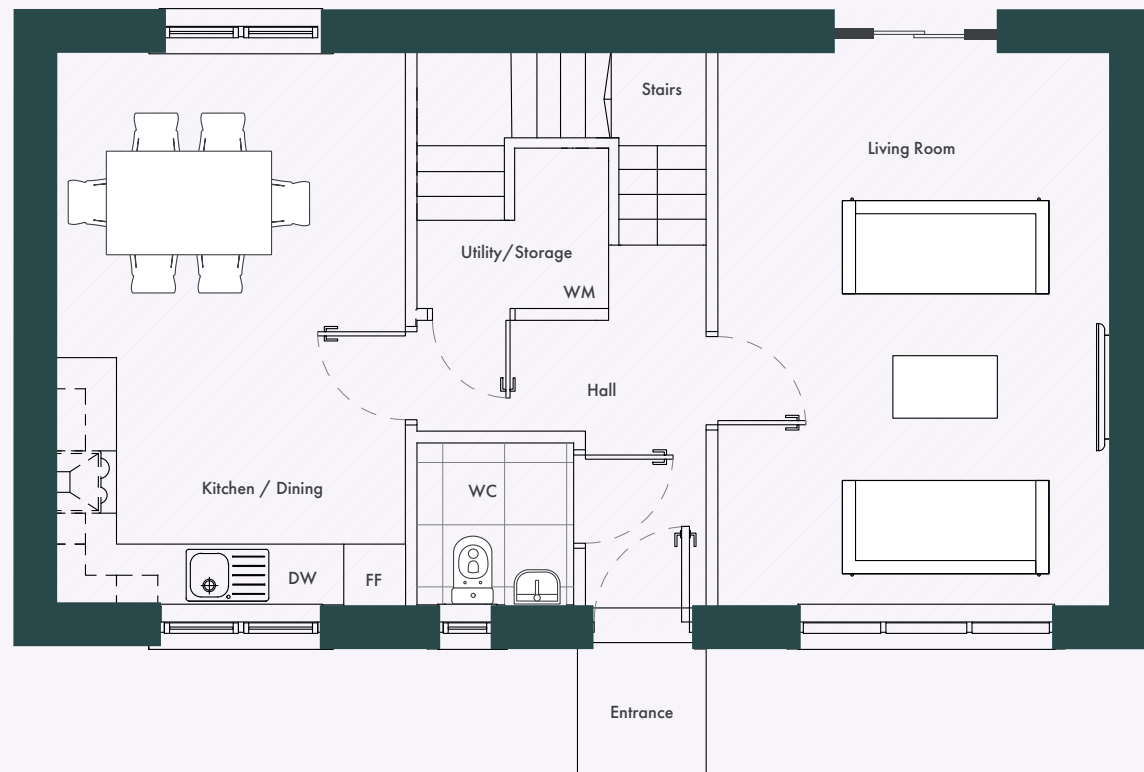 Stairs
Living Room
Utility/Storage
WM
Hall
Kitchen / Dining
WC
DW
FF
Entrance